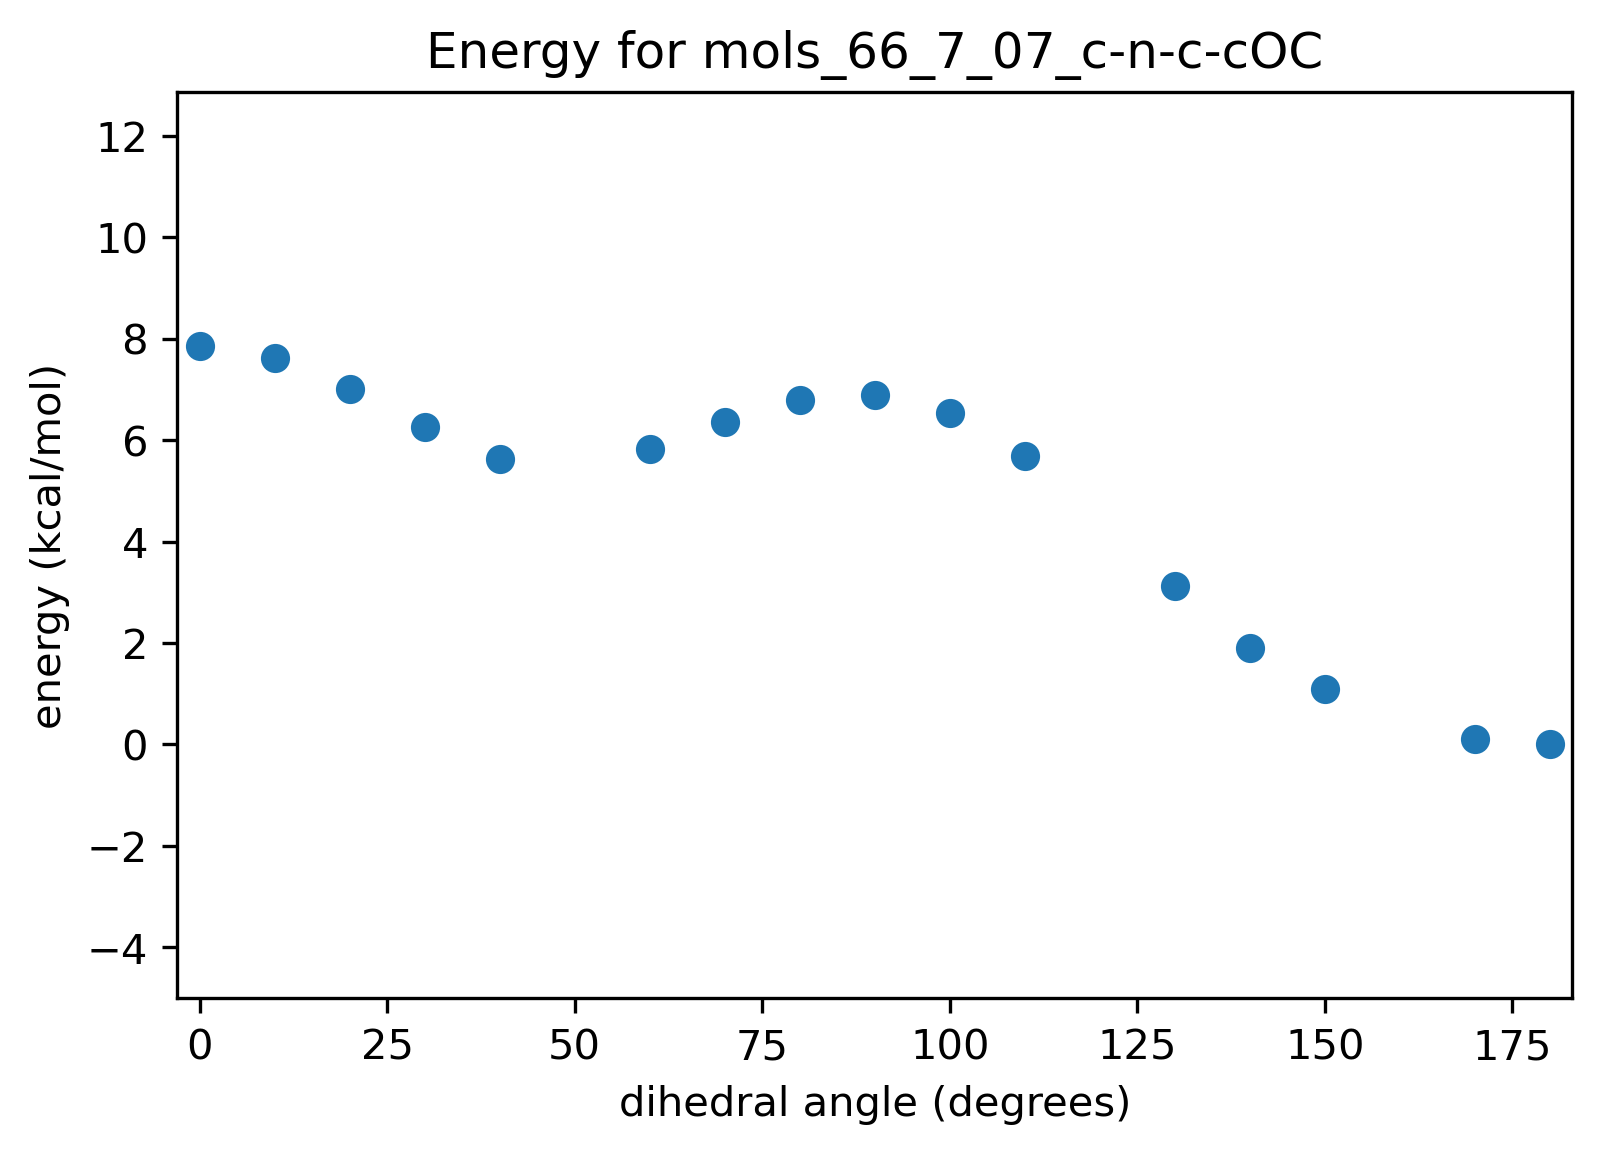 Energy for mols_66_7_07_c-n-c-cOC
12
10
8
6
4
2
0
−2
−4
energy (kcal/mol)
0 25 50 75 100 125 150 175
dihedral angle (degrees)